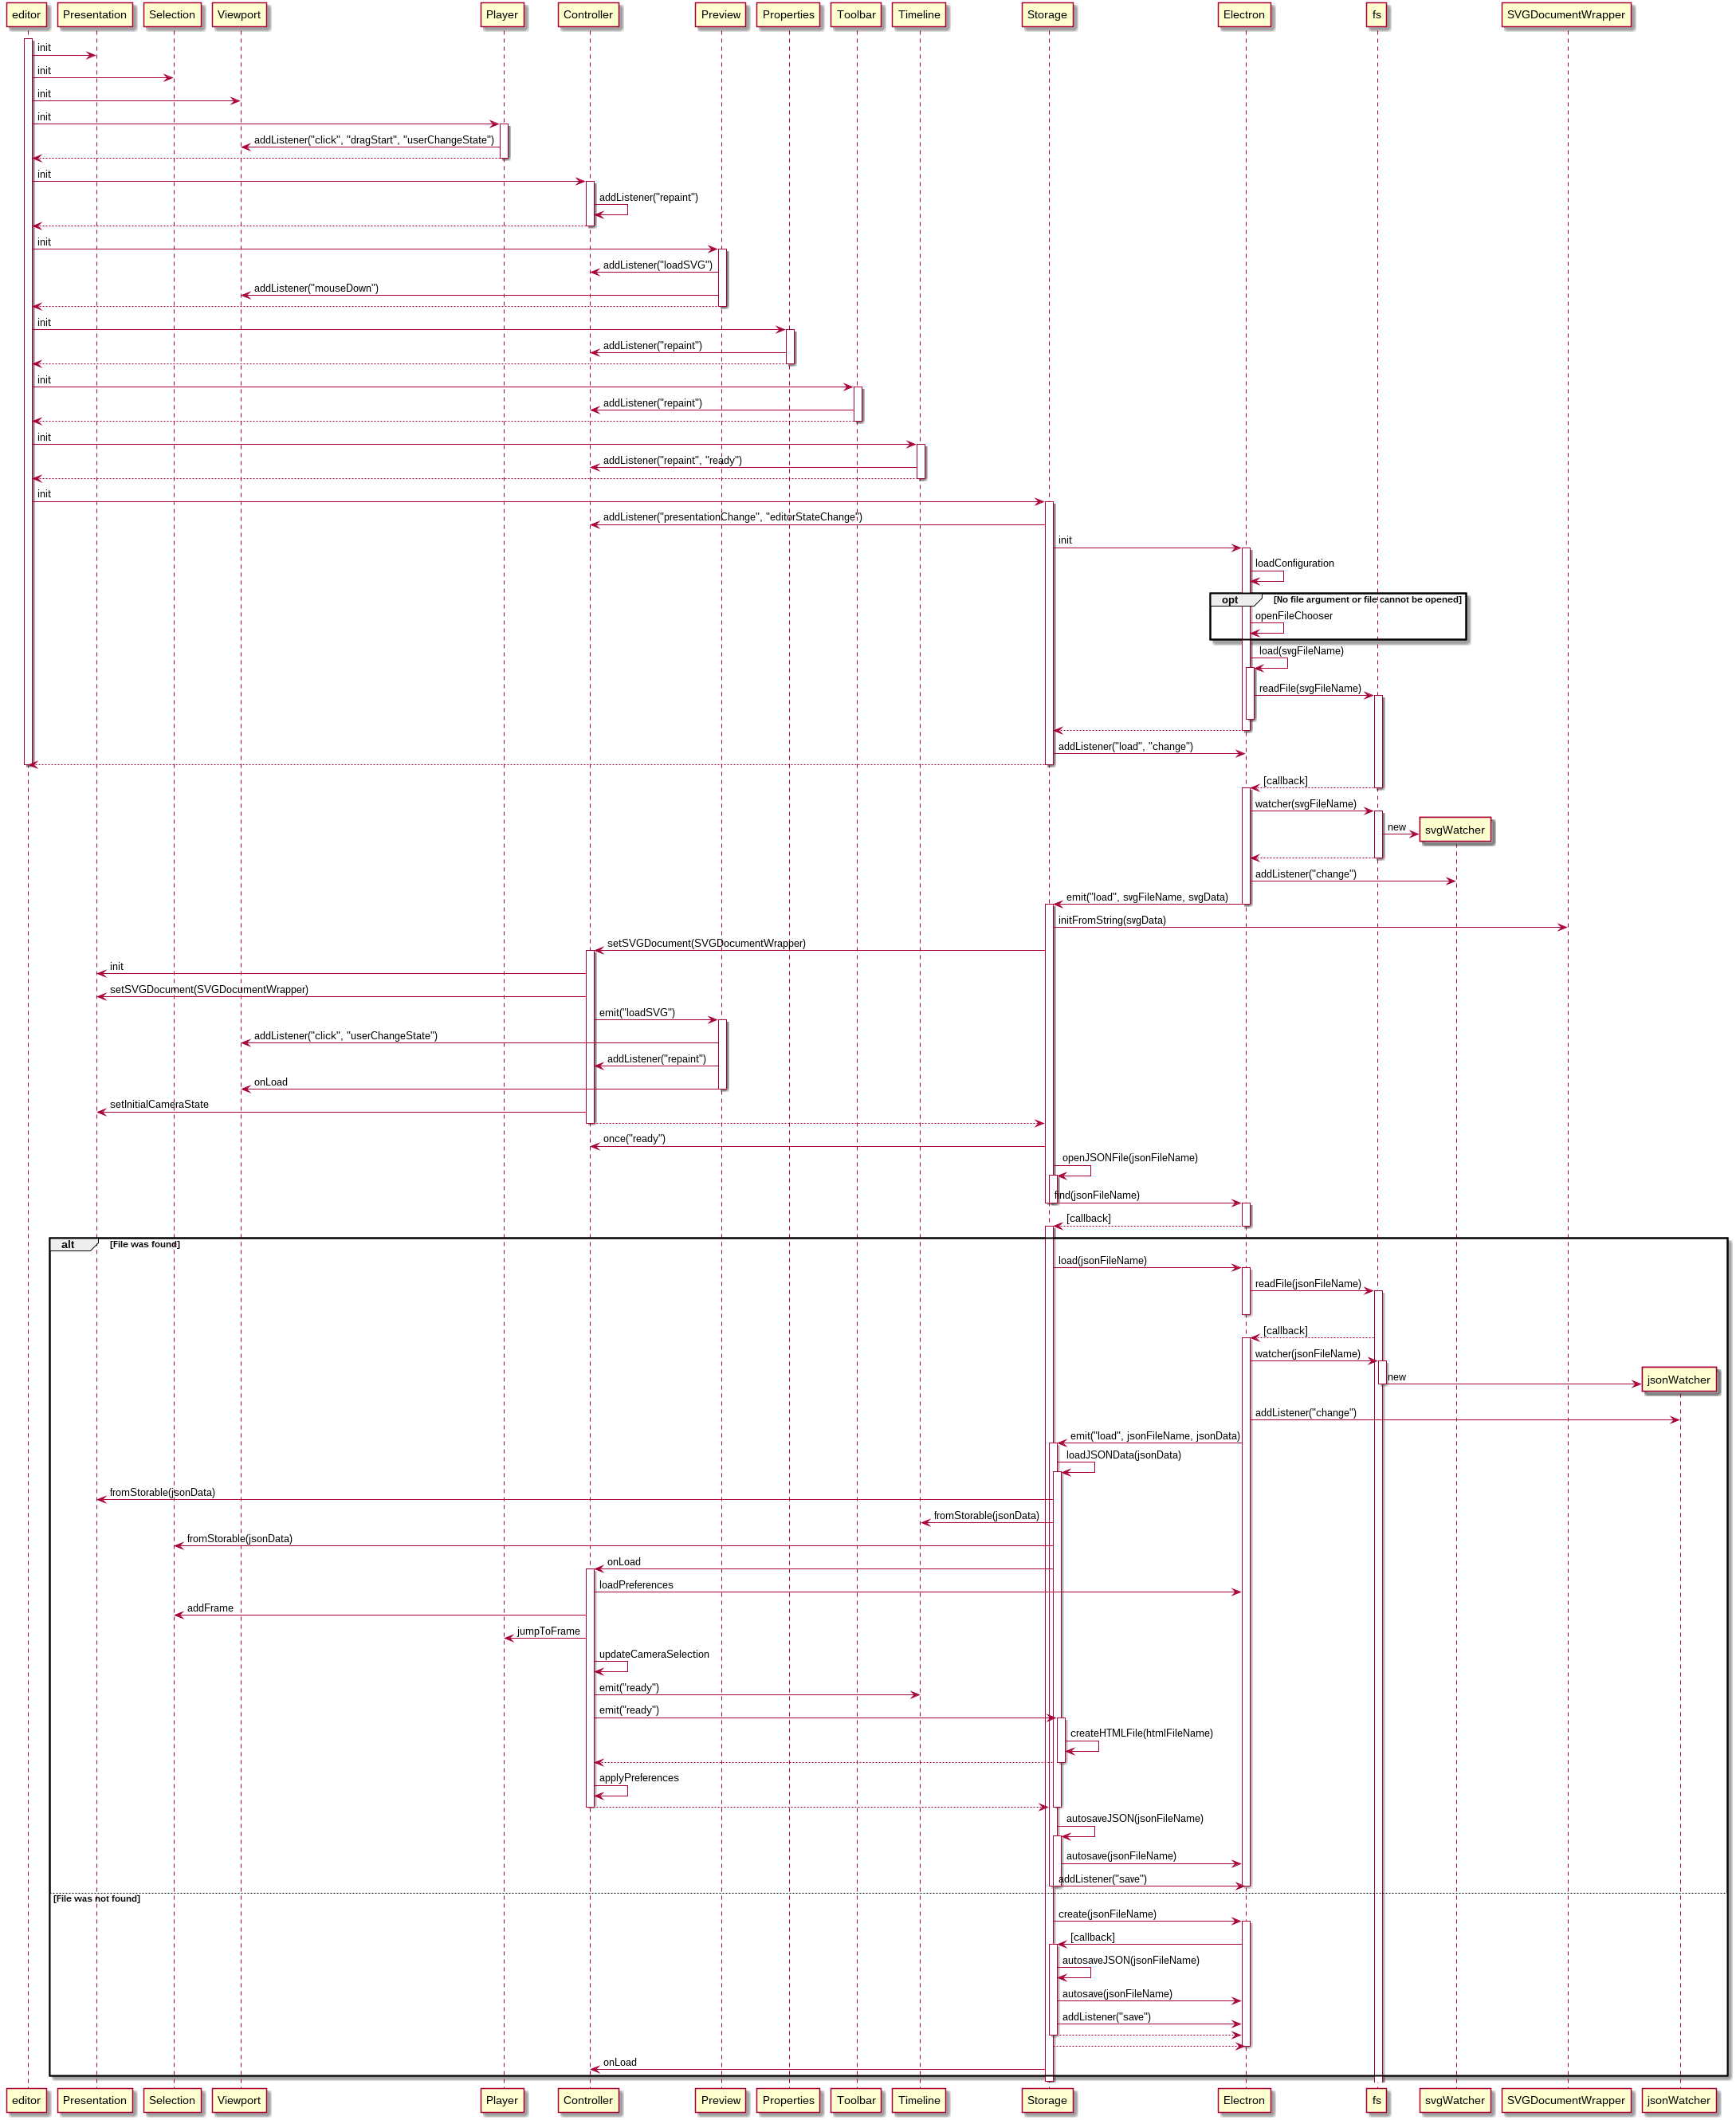 editor Presentation Selection Viewport Player Controller Preview Properties Toolbar Timeline Storage Electron fs SVGDocumentWrapper
init
init
init
init
addListener("click", "dragStart", "userChangeState")
init
addListener("repaint")
init
addListener("loadSVG")
addListener("mouseDown")
init
addListener("repaint")
init
addListener("repaint")
init
addListener("repaint", "ready")
init
addListener("presentationChange", "editorStateChange")
init
loadConfiguration
opt [No file argument or file cannot be opened]
openFileChooser
load(svgFileName)
readFile(svgFileName)
addListener("load", "change")
[callback]
watcher(svgFileName)
new svgWatcher
addListener("change")
emit("load", svgFileName, svgData)
initFromString(svgData)
setSVGDocument(SVGDocumentWrapper)
init
setSVGDocument(SVGDocumentWrapper)
emit("loadSVG")
addListener("click", "userChangeState")
addListener("repaint")
onLoad
setInitialCameraState
once("ready")
openJSONFile(jsonFileName)
find(jsonFileName)
[callback]
alt [File was found]
load(jsonFileName)
readFile(jsonFileName)
[callback]
watcher(jsonFileName)
new jsonWatcher
addListener("change")
emit("load", jsonFileName, jsonData)
loadJSONData(jsonData)
fromStorable(jsonData)
fromStorable(jsonData)
fromStorable(jsonData)
onLoad
loadPreferences
addFrame
jumpToFrame
updateCameraSelection
emit("ready")
emit("ready")
createHTMLFile(htmlFileName)
applyPreferences
autosaveJSON(jsonFileName)
autosave(jsonFileName)
addListener("save")
[File was not found]
create(jsonFileName)
[callback]
autosaveJSON(jsonFileName)
autosave(jsonFileName)
addListener("save")
onLoad
editor Presentation Selection Viewport Player Controller Preview Properties Toolbar Timeline Storage Electron fs svgWatcher SVGDocumentWrapper jsonWatcher